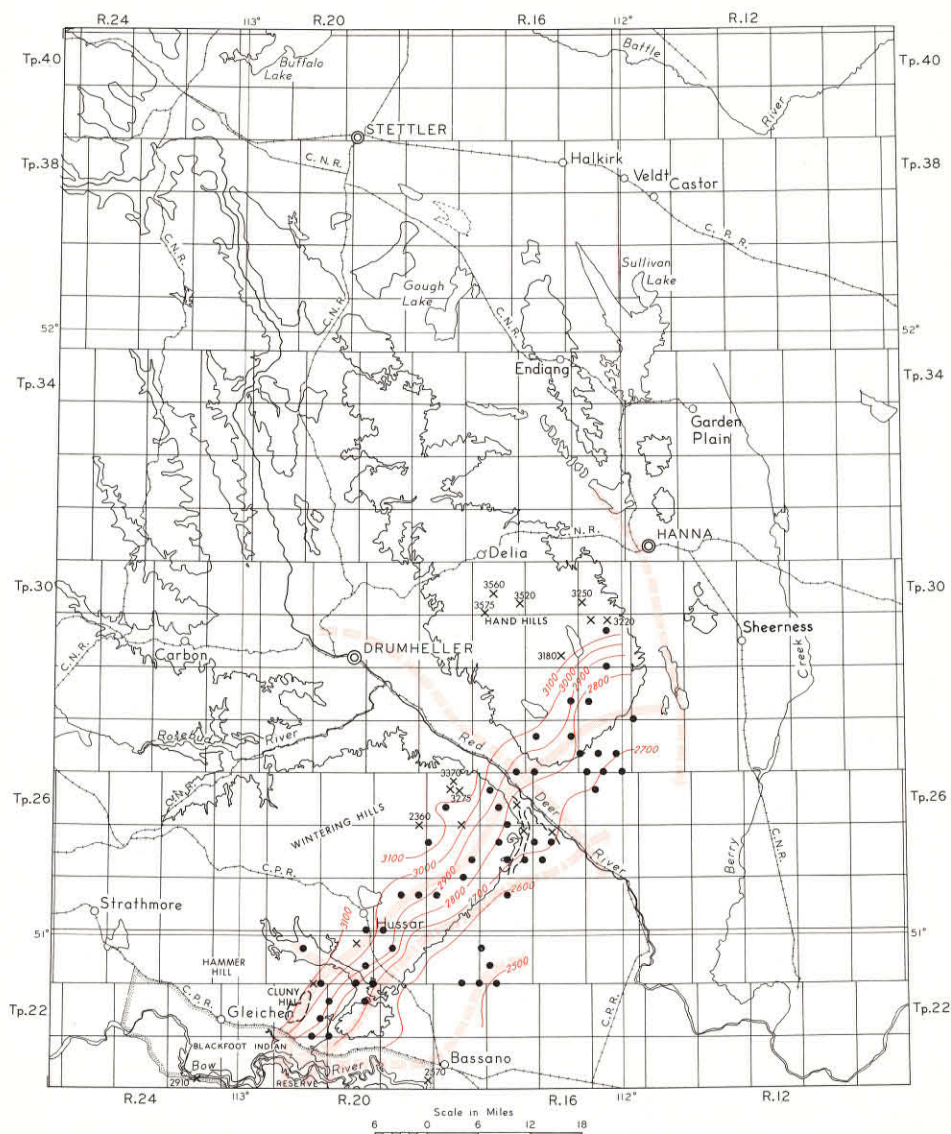 R.24 113° R.20 R.16 112° R.12
Tp.40 Tp.40
Buffalo
Lake
Battle
River
STETTLER
Tp.38 Tp.38
C.N.R.
Halkirk
Veldt
Castor
C.N.R.
C.P.R.
Sullivan
Lake
Gough
Lake
C.N.R.
C.N.R.
52° 52°
Endiang
Tp.34 Tp.34
Garden
Plain
HANNA
C.N.R.
Delia
Tp.30 Tp.30
3560
3520
3250
3575
HAND HILLS
3220
Sheerness
Carbon
C.N.R.
DRUMHELLER
3180
3100
3000
2900
2800
Creek
Rosebud
River
Red
2700
C.N.R.
Tp.26 Tp.26
3370
3275
Deer
2360
WINTERING HILLS
River
3100
3000
2900
2800
2700
2600
Berry
C.N.R.
C.P.R.
3100
Strathmore
Hussar
51° 51°
HAMMER
HILL
2500
C.P.R.
CLUNY
HILL
Tp.22 Tp.22
Gleichen
C.P.R.
BLACKFOOT INDIAN
Bassano
Bow
River
2910
RESERVE
2570
R.24 113° R.20 R.16 112° R.12
Scale in Miles
6 0 6 12 18